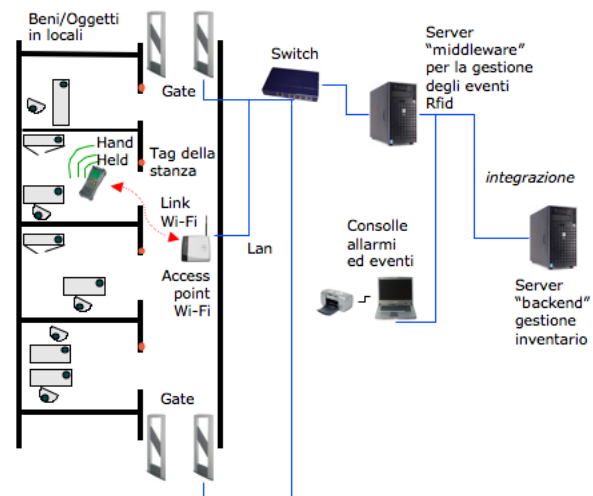 Beni/Oggetti
in locali
Gate
Switch
Server
“middleware”
per la gestione
degli eventi
Rfid
Hand
Held
Tag della
stanza
Link
Wi-Fi
Lan
Access
point
Wi-Fi
Consolle
allarmi
ed eventi
integrazione
Server
“backend”
gestione
inventario
Gate